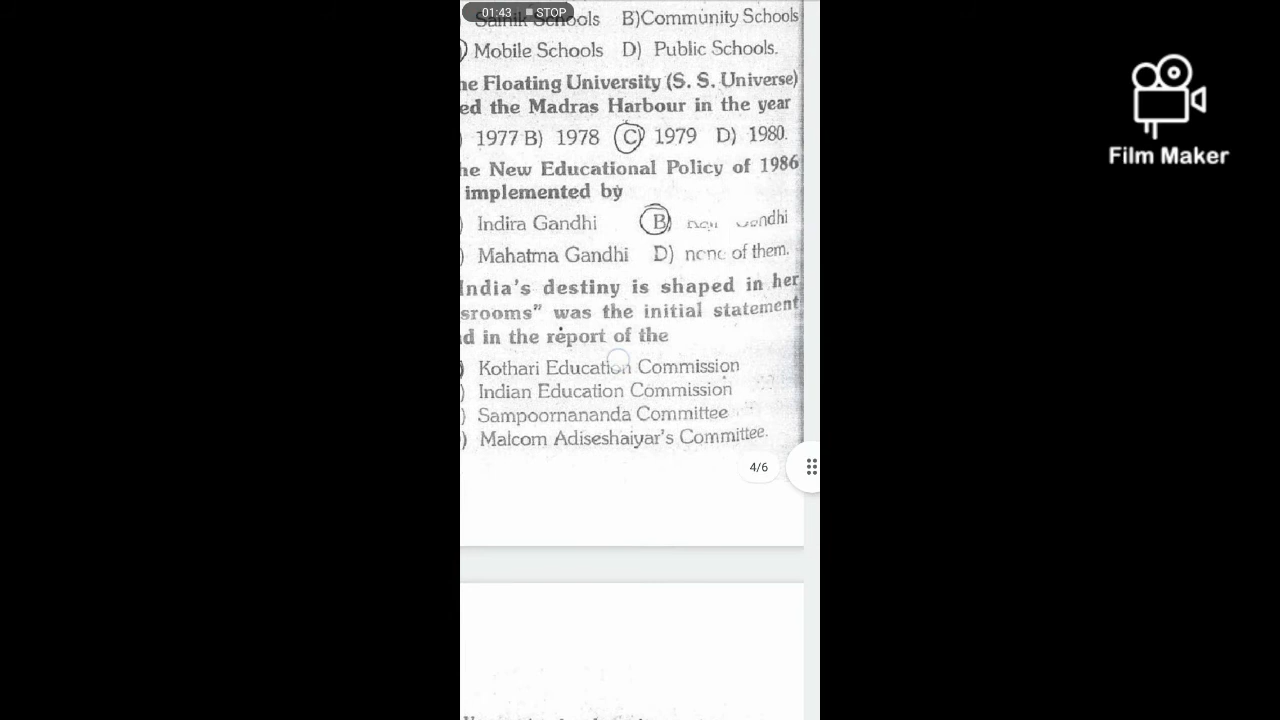 01:43 STOP
Sainik Schools B)Community Schools
) Mobile Schools D) Public Schools.
he Floating University (S. S. Universe)
ed the Madras Harbour in the year
) 1977 B) 1978 C) 1979 D) 1980.
he New Educational Policy of 1986
implemented by
) Indira Gandhi B)
) Mahatma Gandhi D) none of them.
India's destiny is shaped in her
srooms" was the initial statement
d in the report of the
) Kothari Education Commission
) Indian Education Commission
) Sampoornananda Committee
) Malcom Adiseshaiyar's Committee.
4/6
Film Maker